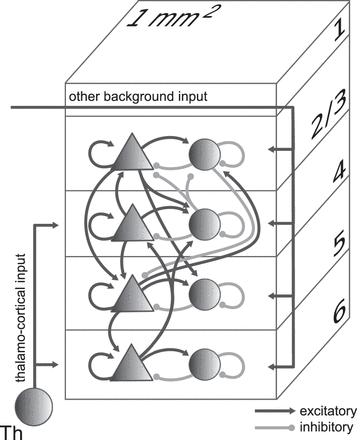 1 mm²
1
other background input
2/3
4
5
thalamo-cortical input
6
Th
excitatory
inhibitory